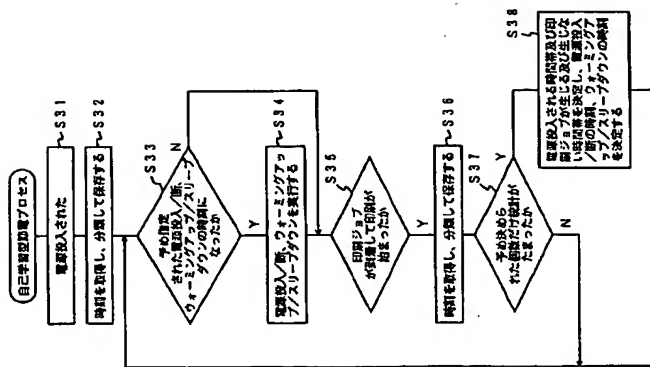 自己学習型節電プロセス
S31
電源投入された
S32
時刻を取得し、分類して保存する
S33
予め指定
された電源投入/断、
ウォーミングアップ/スリープ
ダウンの時刻に
なったか
N
Y
S34
電源投入/断、ウォーミングアッ
プ/スリープダウンを実行する
S35
印刷ジョブ
が到着して印刷が
始まったか
Y
S36
時刻を取得し、分類して保存する
S37
予め決めら
れた個数だけ統計が
たまったか
Y
N
S38
電源投入される時間帯及び印
刷ジョブが生じる及び生じな
い時間帯を決定し、電源投入
/断の時刻、ウォーミングア
ップ/スリープダウンの時刻
を決定する